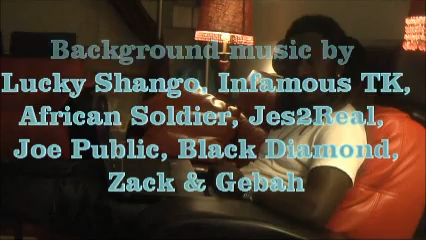 Background music by
Lucky Shango, Infamous TK,
African Soldier, Jes2Real,
Joe Public, Black Diamond,
Zack & Gebah